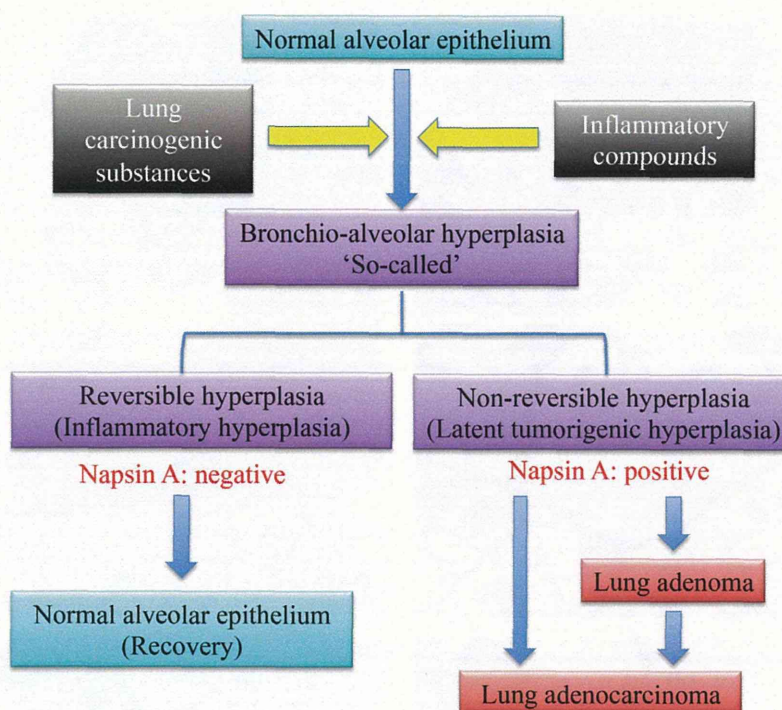 Normal alveolar epithelium
Lung
carcinogenic
substances
Inflammatory
compounds
Bronchio-alveolar hyperplasia
‘So-called’
Reversible hyperplasia
(Inflammatory hyperplasia)
Non-reversible hyperplasia
(Latent tumorigenic hyperplasia)
Napsin A: negative
Napsin A: positive
Lung adenoma
Normal alveolar epithelium
(Recovery)
Lung adenocarcinoma